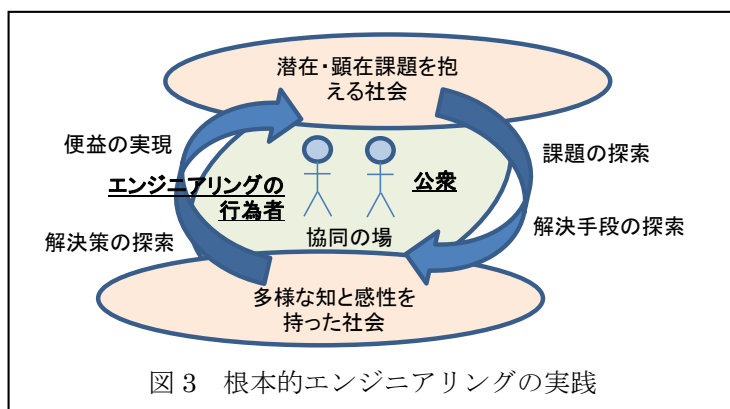 潜在・顕在課題を抱
える社会
便益の実現
課題の探索
エンジニアリングの
行為者
公衆
解決策の探索
協同の場
解決手段の探索
多様な知と感性を
持った社会
図 3 根本的エンジニアリングの実践